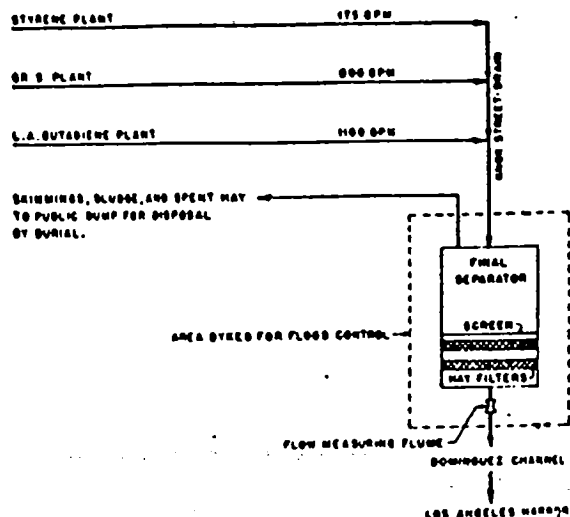 STYRENE PLANT 175 GPM
GR-S. PLANT GPM
L.A. BUTADIENE PLANT 1100 GPM
STREET DRAIN
SKIMMINGS, SLUDGE, AND SPENT HAY
TO PUBLIC DUMP FOR DISPOSAL
BY BURIAL.
FINAL
SEPARATOR
SCREEN
AREA DYKES FOR FLOOD CONTROL
HAY FILTERS
FLOW MEASURING FLUME
DOMINGUEZ CHANNEL
LOS ANGELES HARBOR